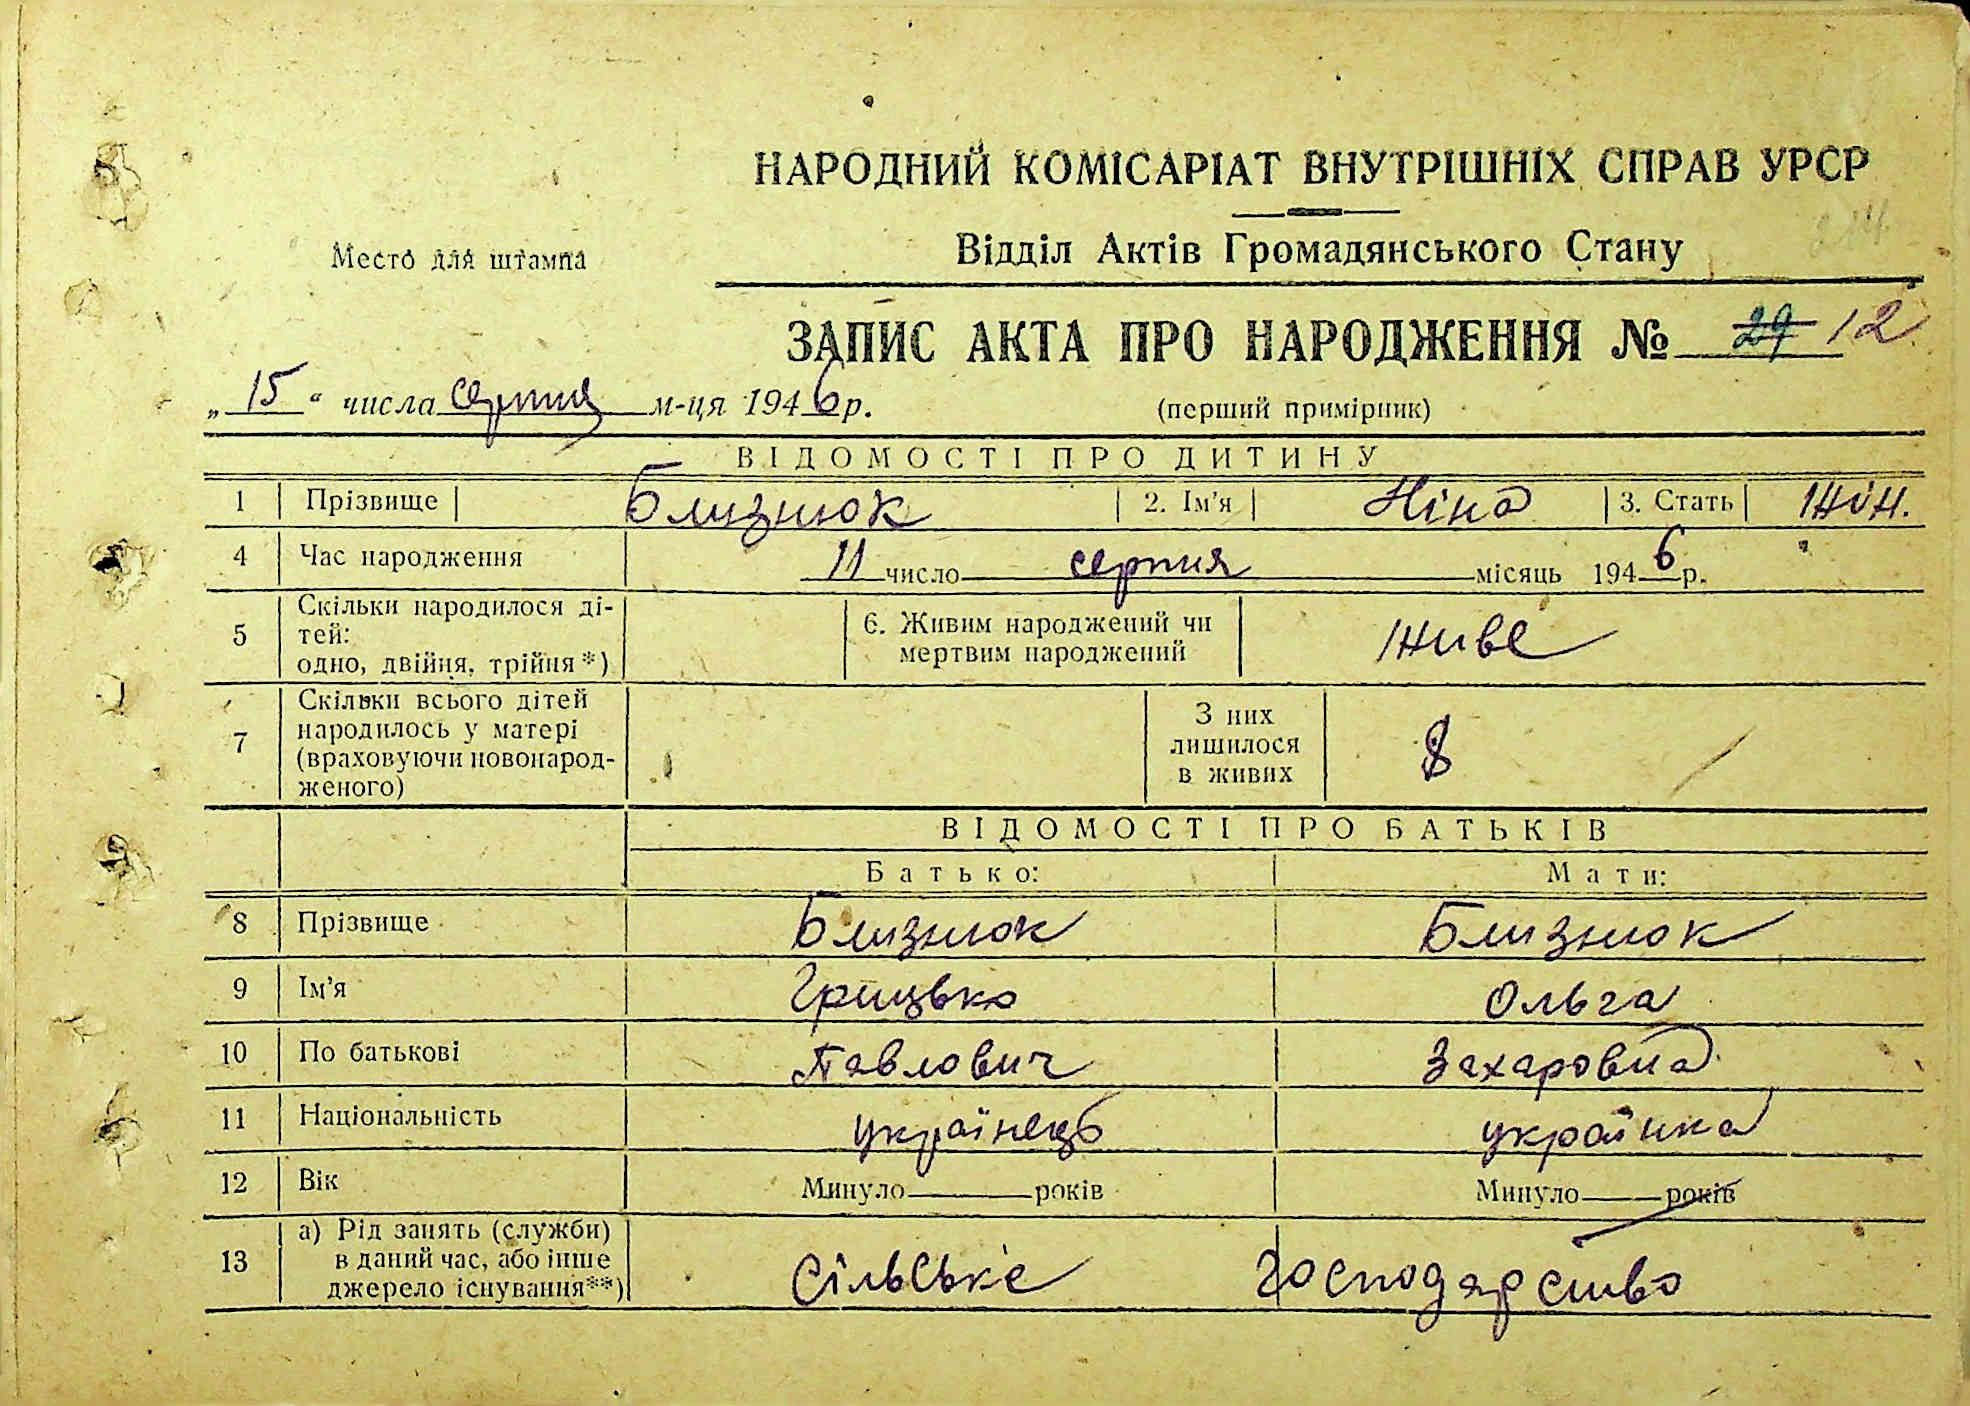 НАРОДНИЙ КОМІСАРІАТ ВНУТРІШНІХ СПРАВ УРСР
Место для штампа
Відділ Актів Громадянського Стану
ЗАПИС АКТА ПРО НАРОДЖЕННЯ № 29 12
„15“ числа серпня м-ця 1946 р.
(перший примірник)
ВІДОМОСТІ ПРО ДИТИНУ
1 Прізвище Близнюк 2. Ім'я Ніна 3. Стать жін.
4 Час народження 11 число серпня місяць 1946 р.
5 Скільки народилося ді-
тей:
одно, двійня, трійня*)
6. Живим народжений чи
мертвим народжений
живе
7 Скільки всього дітей
народилось у матері
(враховуючи новонарод-
женого)
З них
лишилося
в живих
8
ВІДОМОСТІ ПРО БАТЬКІВ
Батько: Мати:
8 Прізвище Близнюк Близнюк
9 Ім'я Грицько Ольга
10 По батькові Павлович Захаровна
11 Національність українець українка
12 Вік Минуло років Минуло років
13 а) Рід занять (служби)
в даний час, або інше
джерело існування**)
Сільське господарство